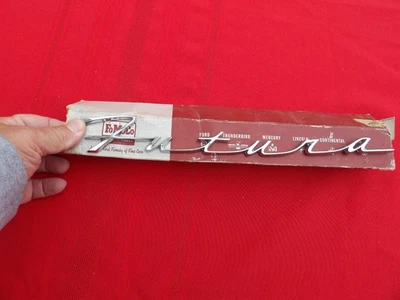 FoMoCo
FORD THUNDERBIRD MERCURY LINCOLN CONTINENTAL
Futura